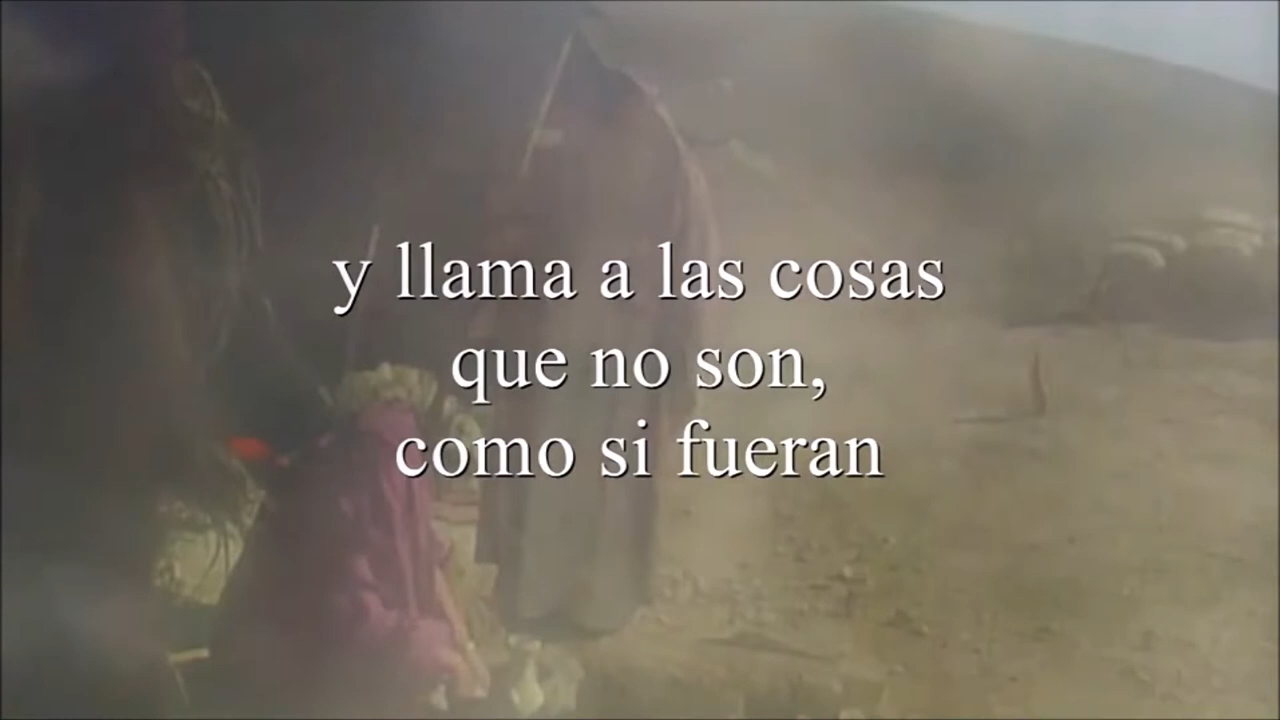 y llama a las cosas
que no son,
como si fueran